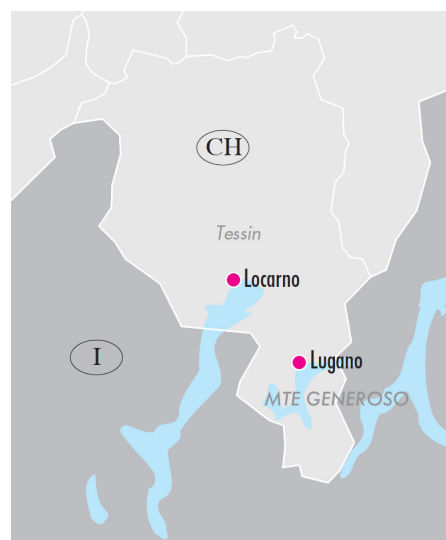 CH
Tessin
Locarno
I
Lugano
MTE GENEROSO